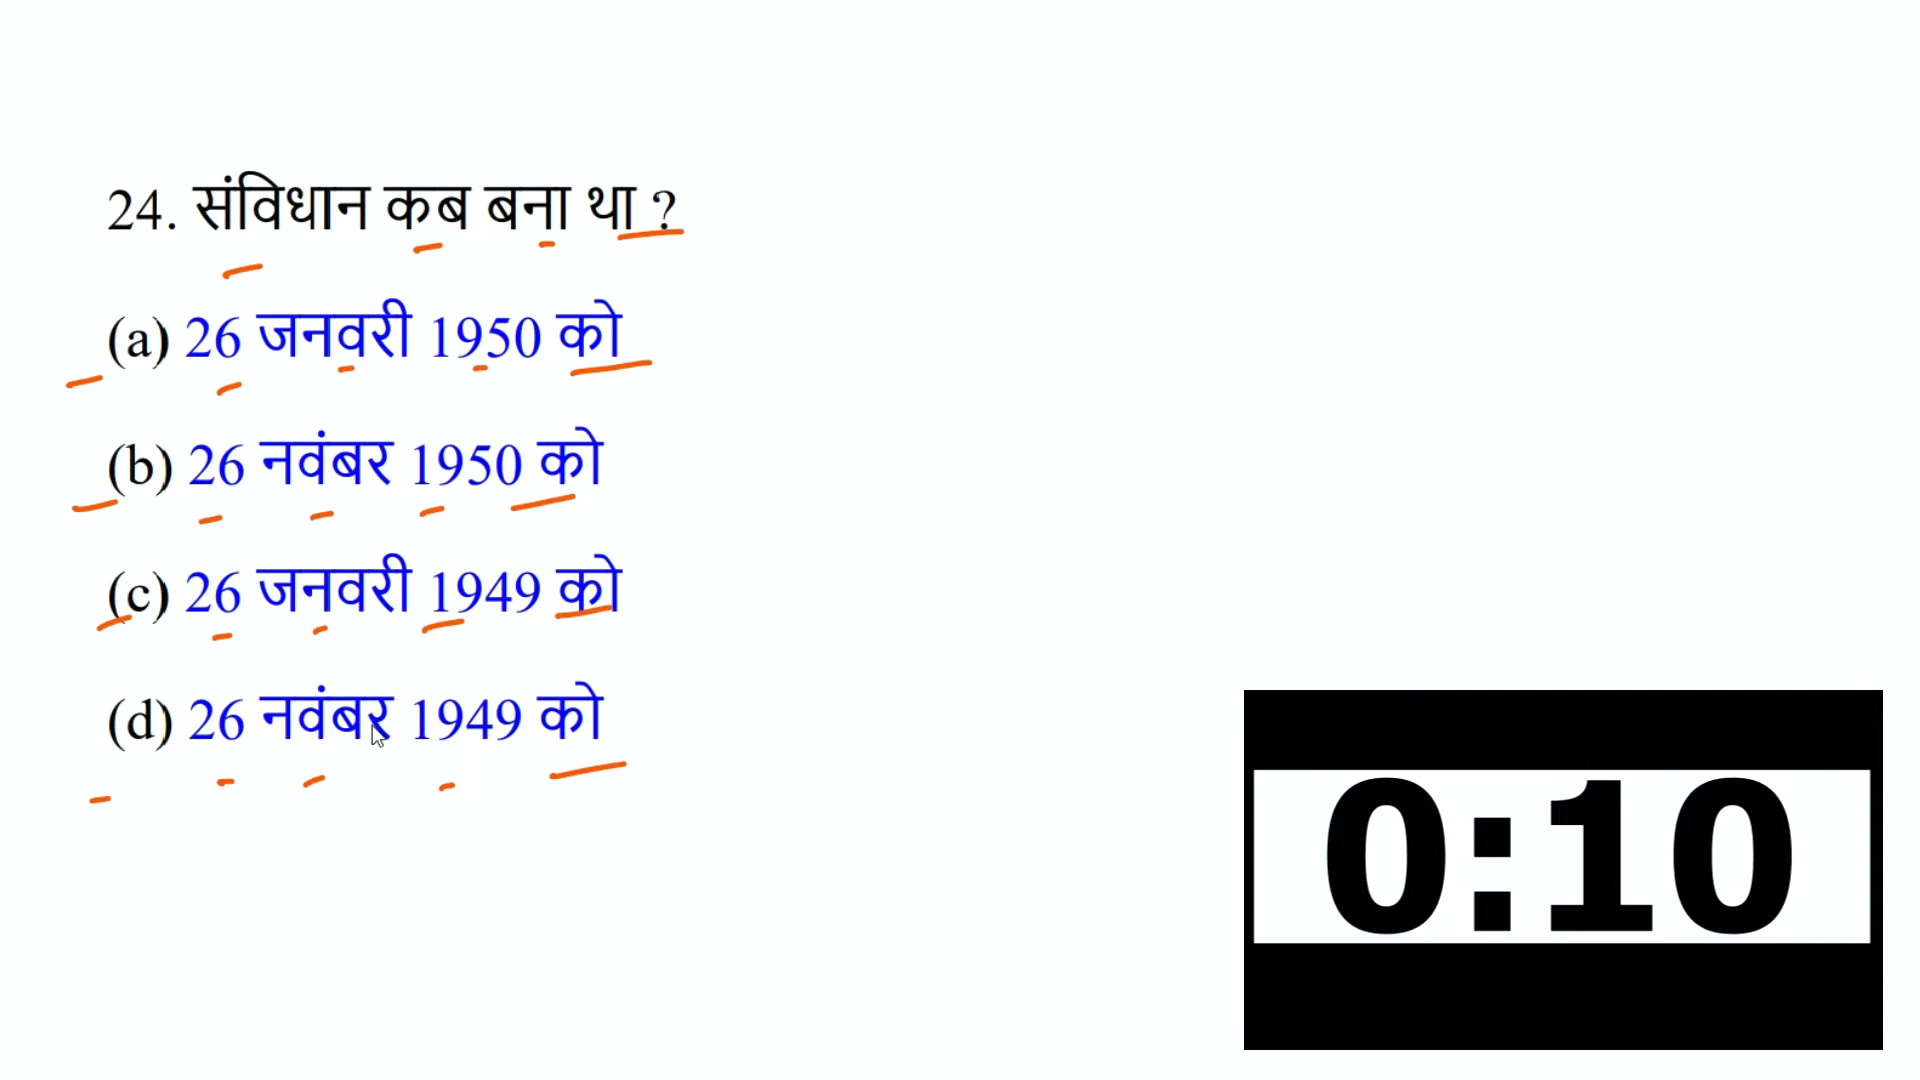 24. संविधान कब बना था ?
(a) 26 जनवरी 1950 को
(b) 26 नवंबर 1950 को
(c) 26 जनवरी 1949 को
(d) 26 नवंबर 1949 को
0:10